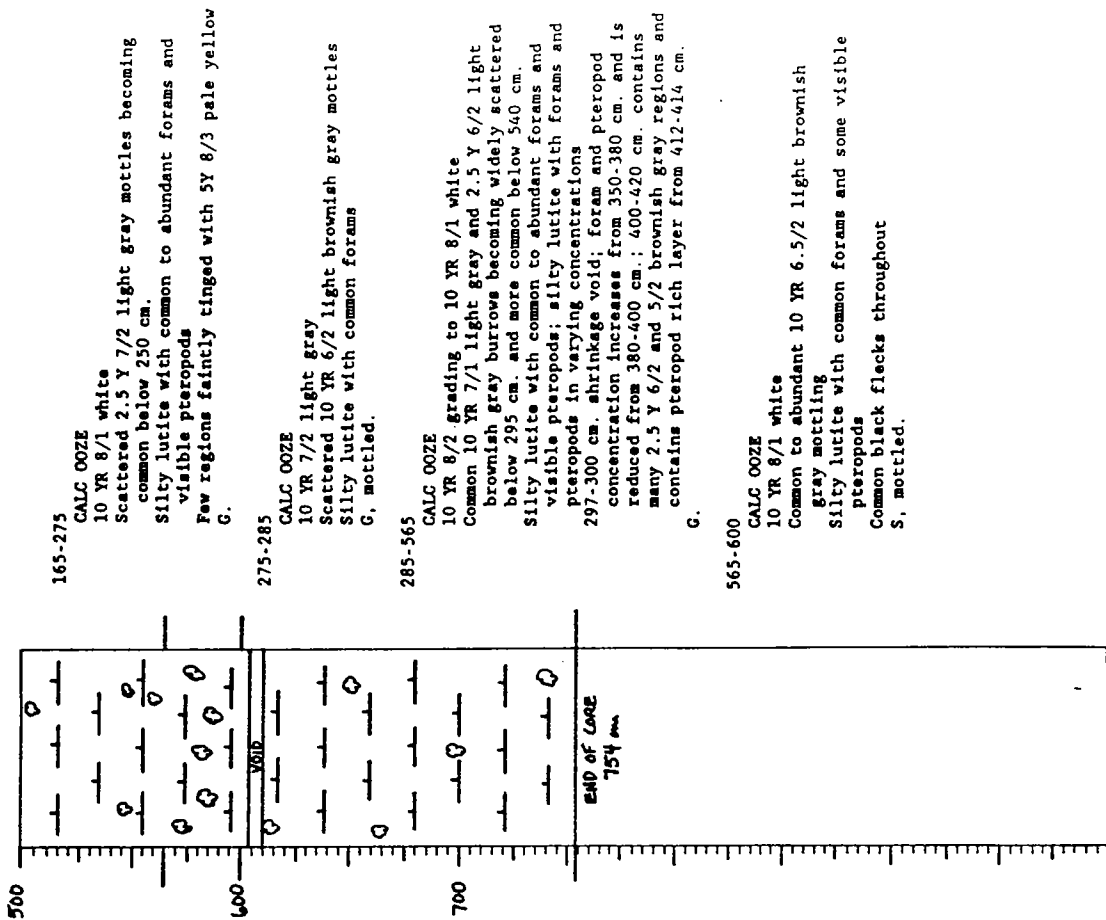 500
600
700
VOID
END OF CORE
754 cm
165-275
CALC OOZE
10 YR 8/1 white
Scattered 2.5 Y 7/2 light gray mottles becoming
common below 250 cm.
Silty lutite with common to abundant forams and
visible pteropods
Few regions faintly tinged with 5Y 8/3 pale yellow
G.
275-285
CALC OOZE
10 YR 7/2 light gray
Scattered 10 YR 6/2 light brownish gray mottles
Silty lutite with common forams
G, mottled.
285-565
CALC OOZE
10 YR 8/2 grading to 10 YR 8/1 white
Common 10 YR 7/1 light gray and 2.5 Y 6/2 light
brownish gray burrows becoming widely scattered
below 295 cm. and more common below 540 cm.
Silty lutite with common to abundant forams and
visible pteropods; silty lutite with forams and
pteropods in varying concentrations
297-300 cm. shrinkage void; foram and pteropod
concentration increases from 350-380 cm. and is
reduced from 380-400 cm.; 400-420 cm. contains
many 2.5 Y 6/2 and 5/2 brownish gray regions and
contains pteropod rich layer from 412-414 cm.
G.
565-600
CALC OOZE
10 YR 8/1 white
Common to abundant 10 YR 6.5/2 light brownish
gray mottling
Silty lutite with common forams and some visible
pteropods
Common black flecks throughout
S, mottled.